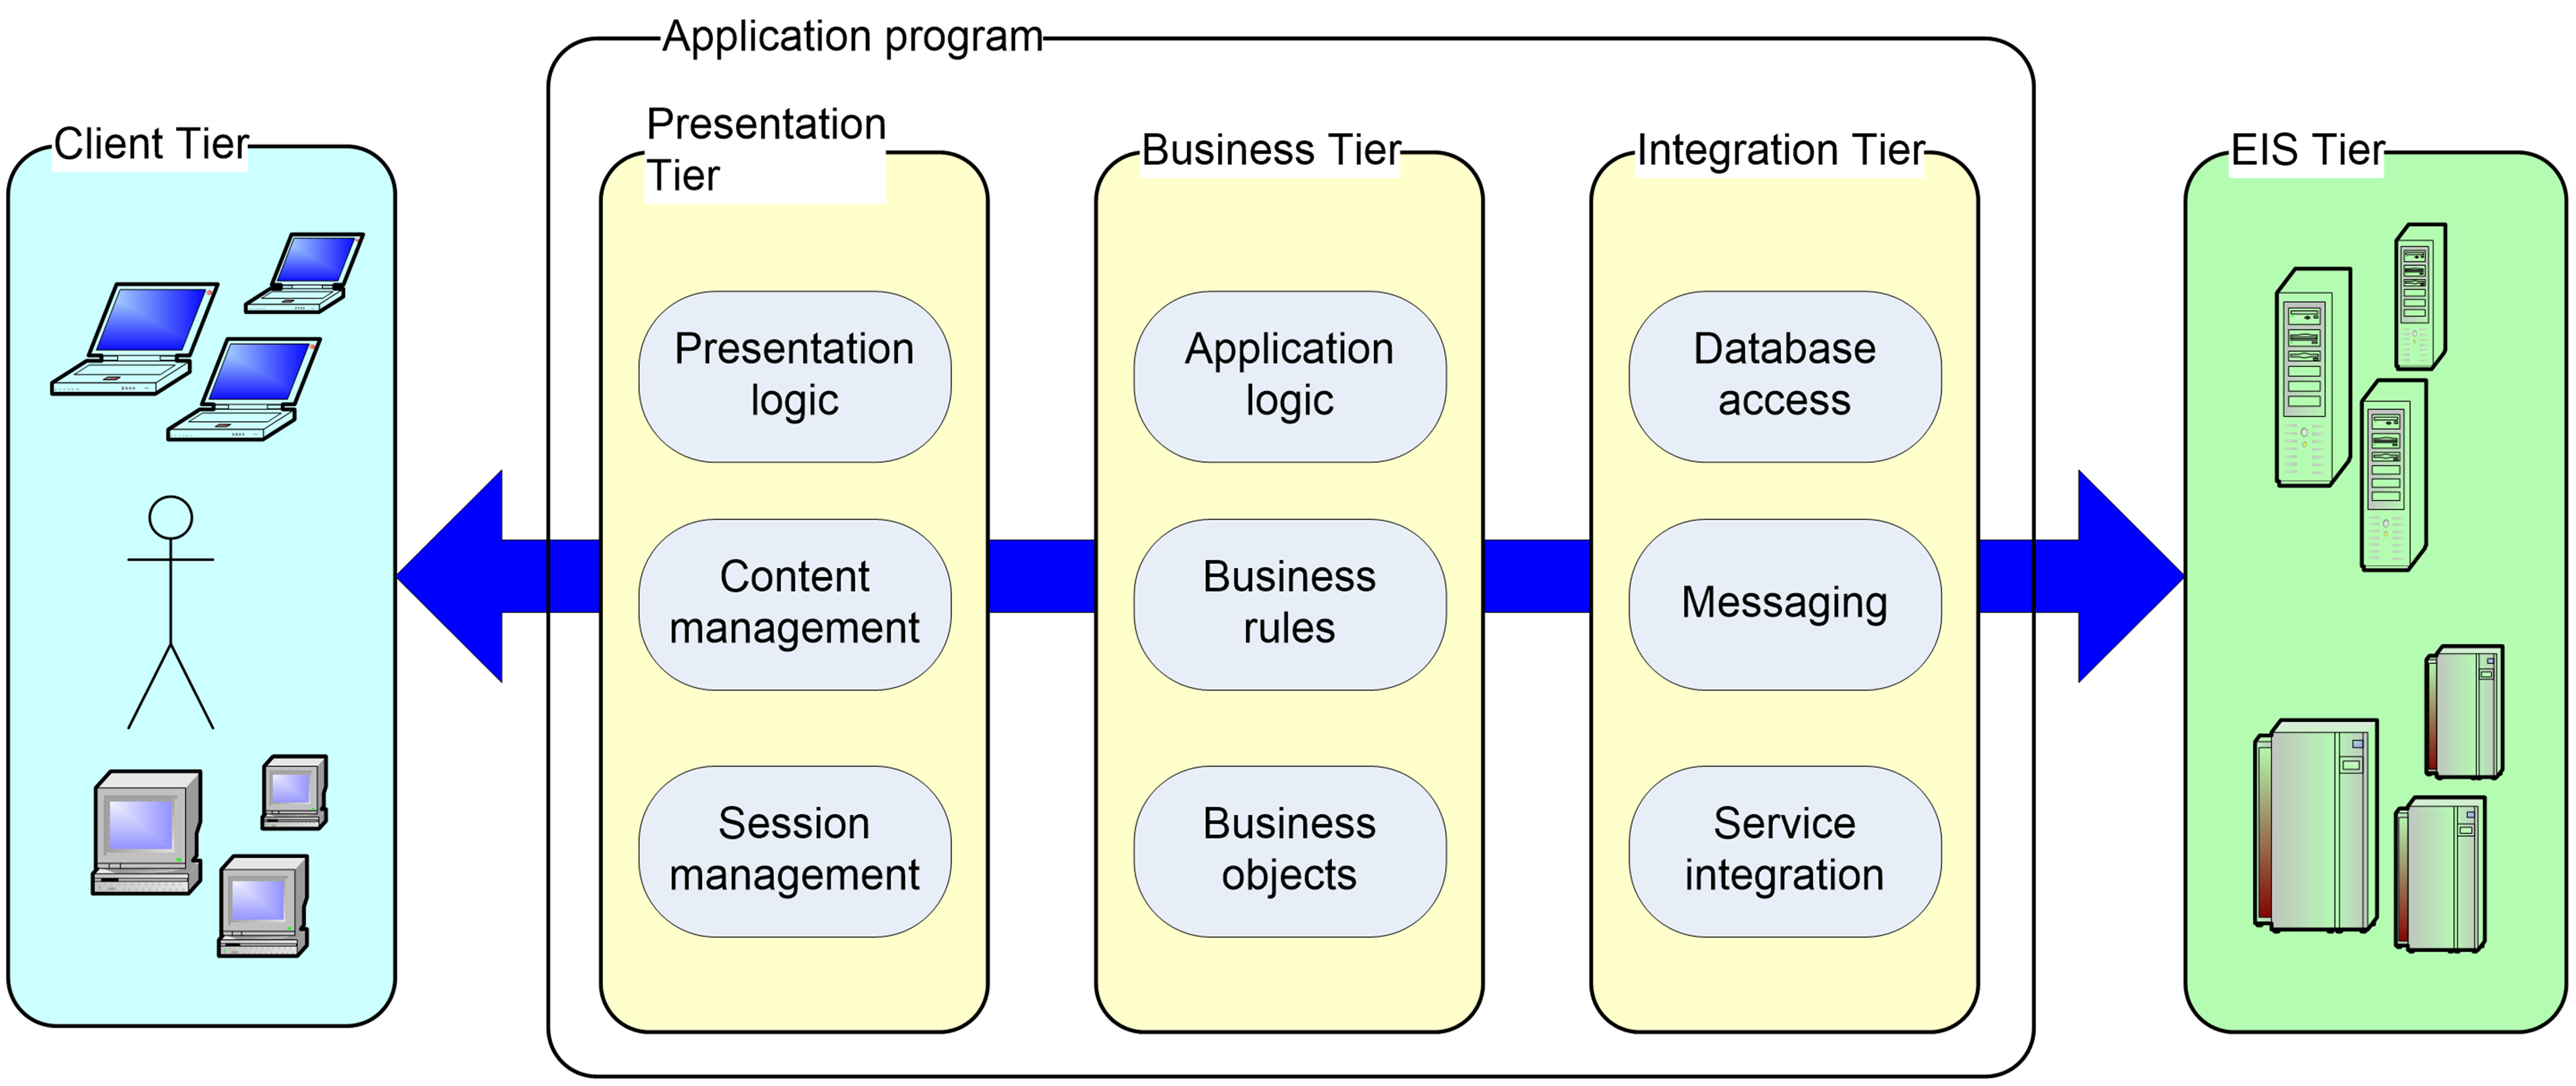 Application program
Client Tier
Presentation
Tier
Presentation
logic
Content
management
Session
management
Business Tier
Application
logic
Business
rules
Business
objects
Integration Tier
Database
access
Messaging
Service
integration
EIS Tier